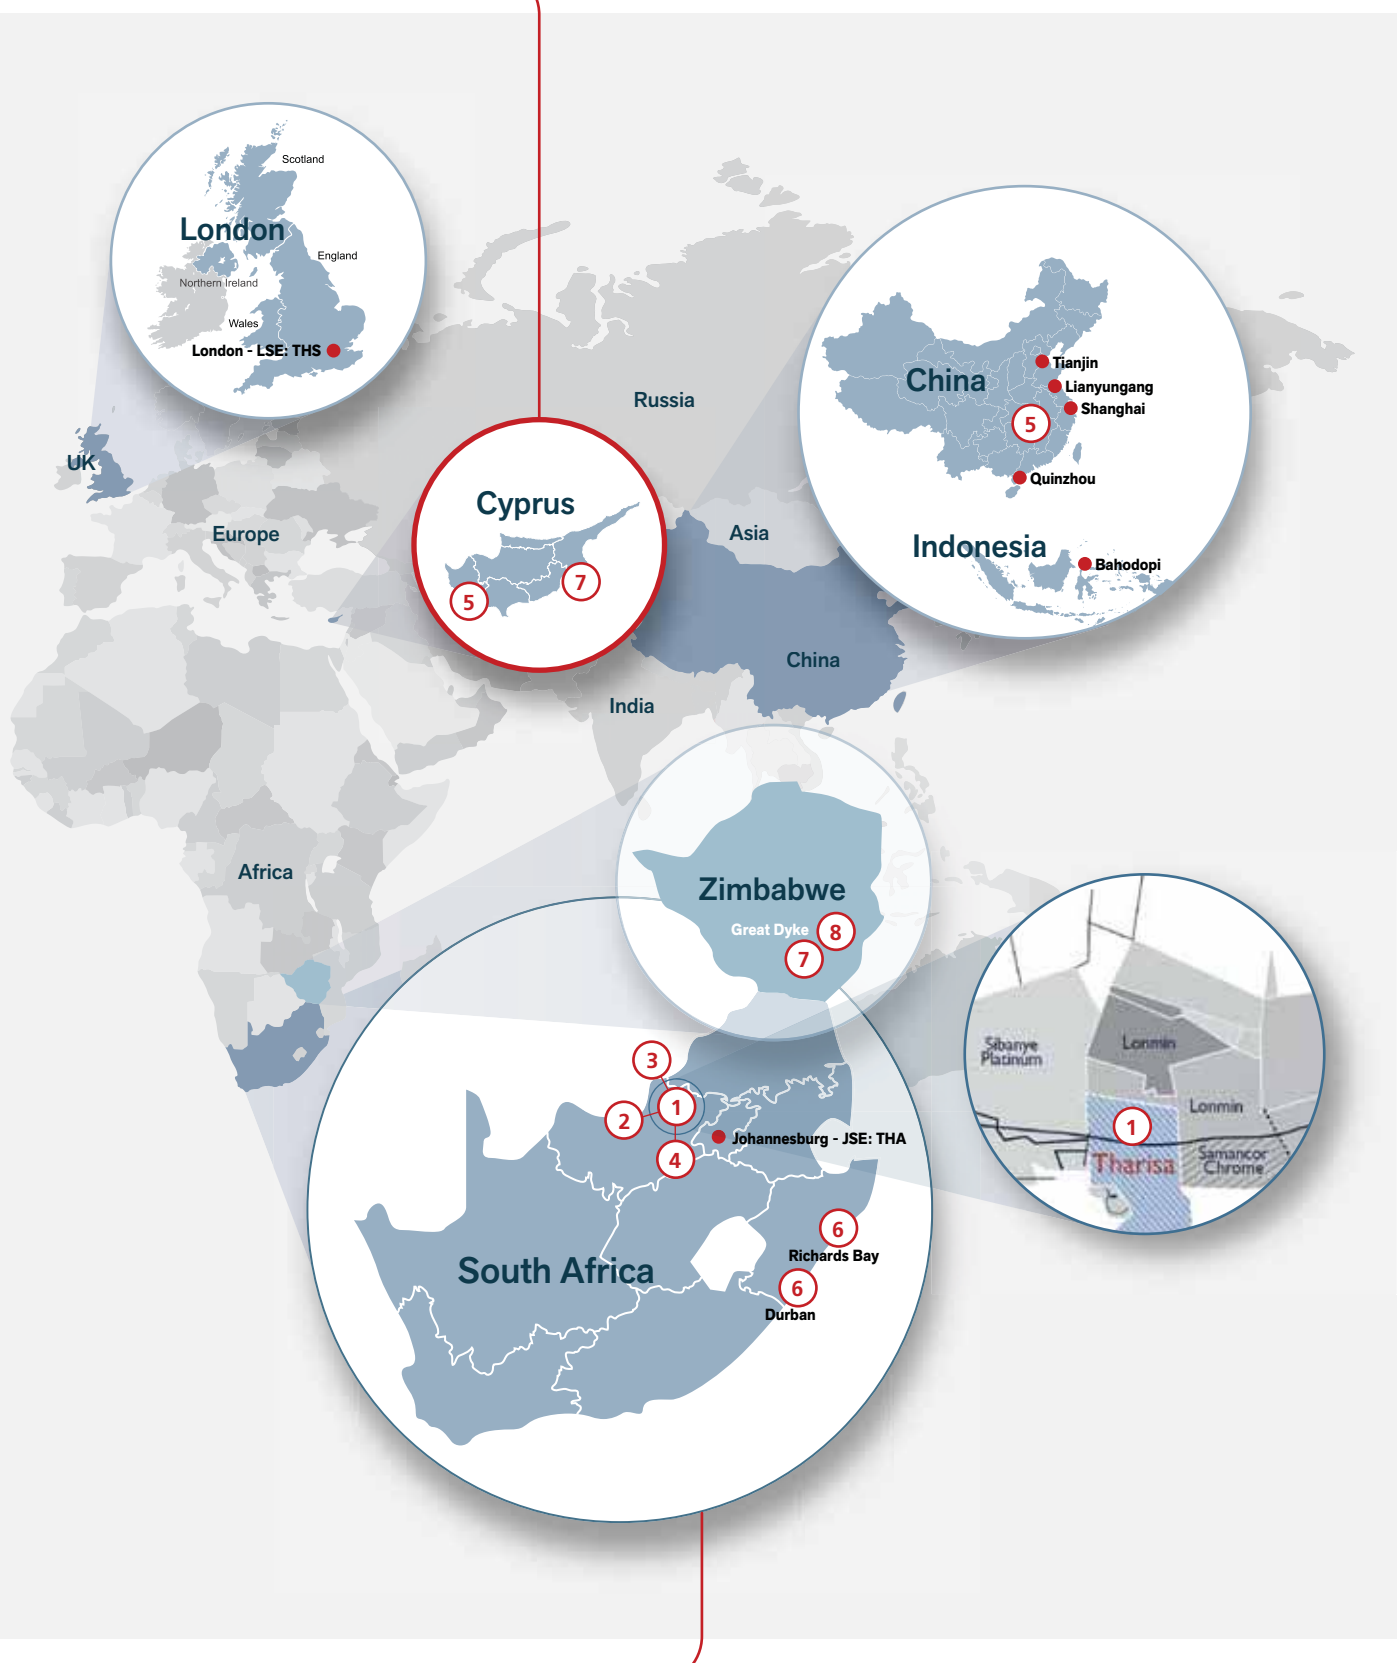 Scotland
London
England
Northern Ireland
Wales
London - LSE: THS
UK
Europe
Russia
Cyprus
7
5
China
Tianjin
Lianyungang
Shanghai
5
Quinzhou
Indonesia
Bahodopi
Asia
China
India
Africa
Zimbabwe
Great Dyke
8
7
3
2
1
4
Johannesburg - JSE: THA
6
Richards Bay
6
Durban
South Africa
Sibanye
Platinum
Lonmin
Lonmin
1
Tharisa
Samancor
Chrome